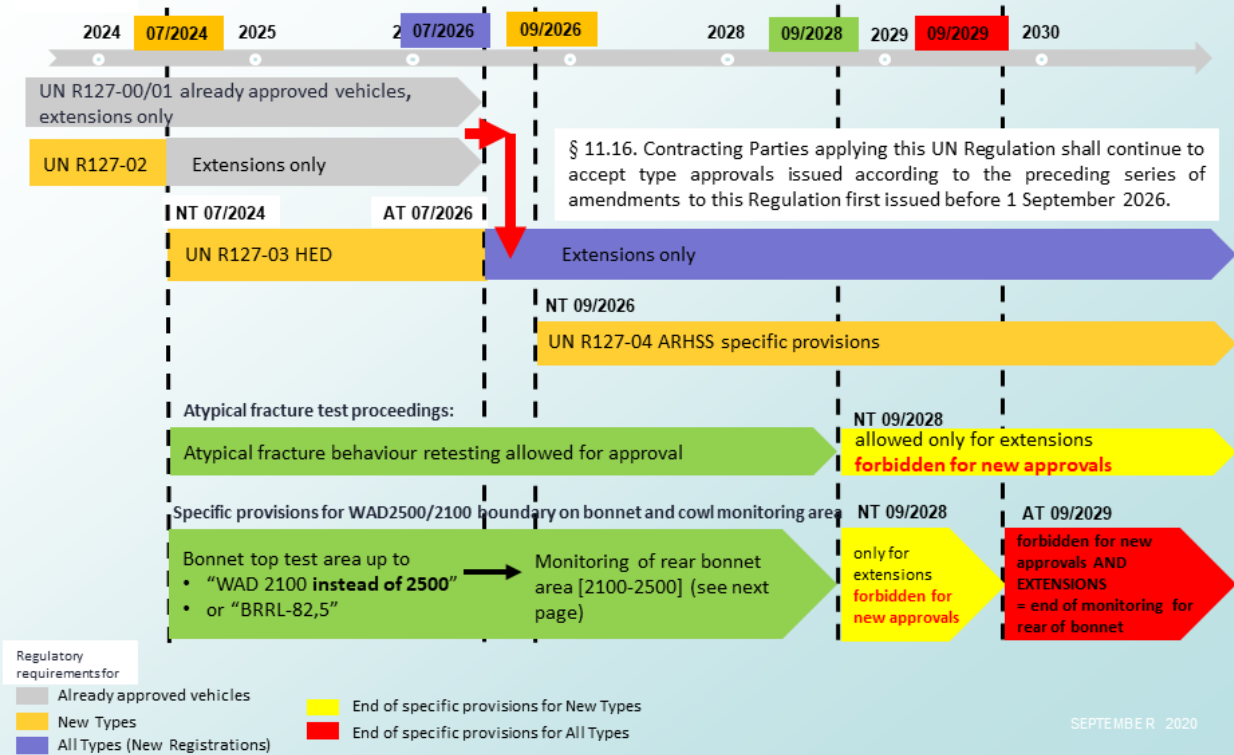 2024 07/2024 2025 2 07/2026 09/2026 2028 09/2028 2029 09/2029 2030
UN R127-00/01 already approved vehicles,
extensions only
UN R127-02
Extensions only
§ 11.16. Contracting Parties applying this UN Regulation shall continue to
accept type approvals issued according to the preceding series of
amendments to this Regulation first issued before 1 September 2026.
NT 07/2024
AT 07/2026
UN R127-03 HED
Extensions only
NT 09/2026
UN R127-04 ARHSS specific provisions
Atypical fracture test proceedings:
Atypical fracture behaviour retesting allowed for approval
NT 09/2028
allowed only for extensions
forbidden for new approvals
Specific provisions for WAD2500/2100 boundary on bonnet and cowl monitoring area
Bonnet top test area up to
• “WAD 2100 instead of 2500”
• or “BRRL-82,5”
Monitoring of rear bonnet
area [2100-2500] (see next
page)
NT 09/2028
only for
extensions
forbidden for
new approvals
AT 09/2029
forbidden for new
approvals AND
EXTENSIONS
= end of monitoring for
rear of bonnet
Regulatory
requirements for
Already approved vehicles
New Types
All Types (New Registrations)
End of specific provisions for New Types
End of specific provisions for All Types
SEPTEMBER 2020